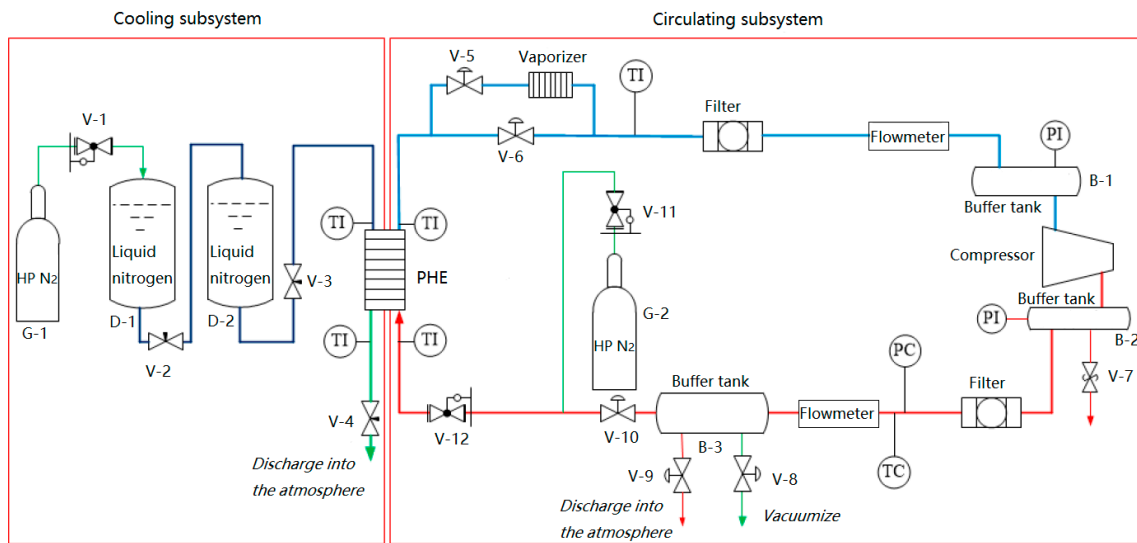 Cooling subsystem
Circulating subsystem
V-5
Vaporizer
TI
Filter
Flowmeter
PI
V-6
B-1
Buffer tank
V-1
HP N2
G-1
Liquid
nitrogen
D-1
V-2
Liquid
nitrogen
D-2
V-3
TI
TI
PHE
TI
TI
V-4
Discharge into
the atmosphere
V-11
HP N2
G-2
Compressor
Buffer tank
PI
B-2
V-7
PC
Filter
Flowmeter
TC
Buffer tank
B-3
V-10
V-12
V-9
V-8
Discharge into
the atmosphere
Vacuumize